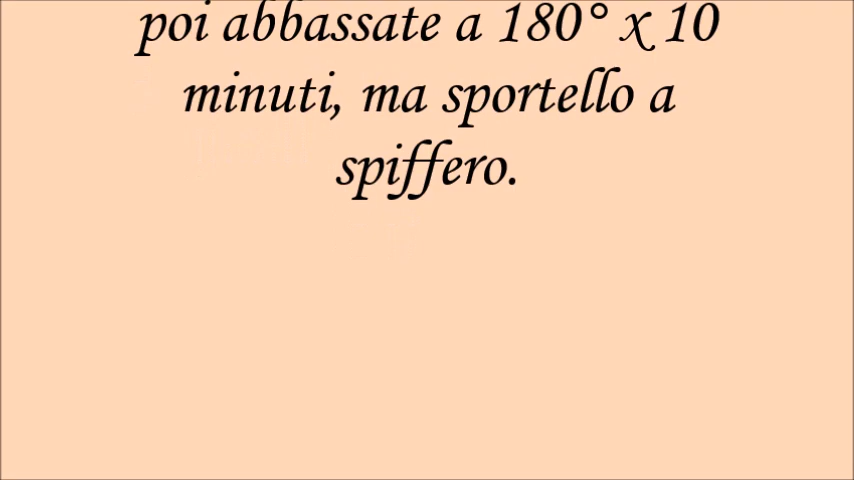 poi abbassate a 180° x 10
minuti, ma sportello a
spiffero.